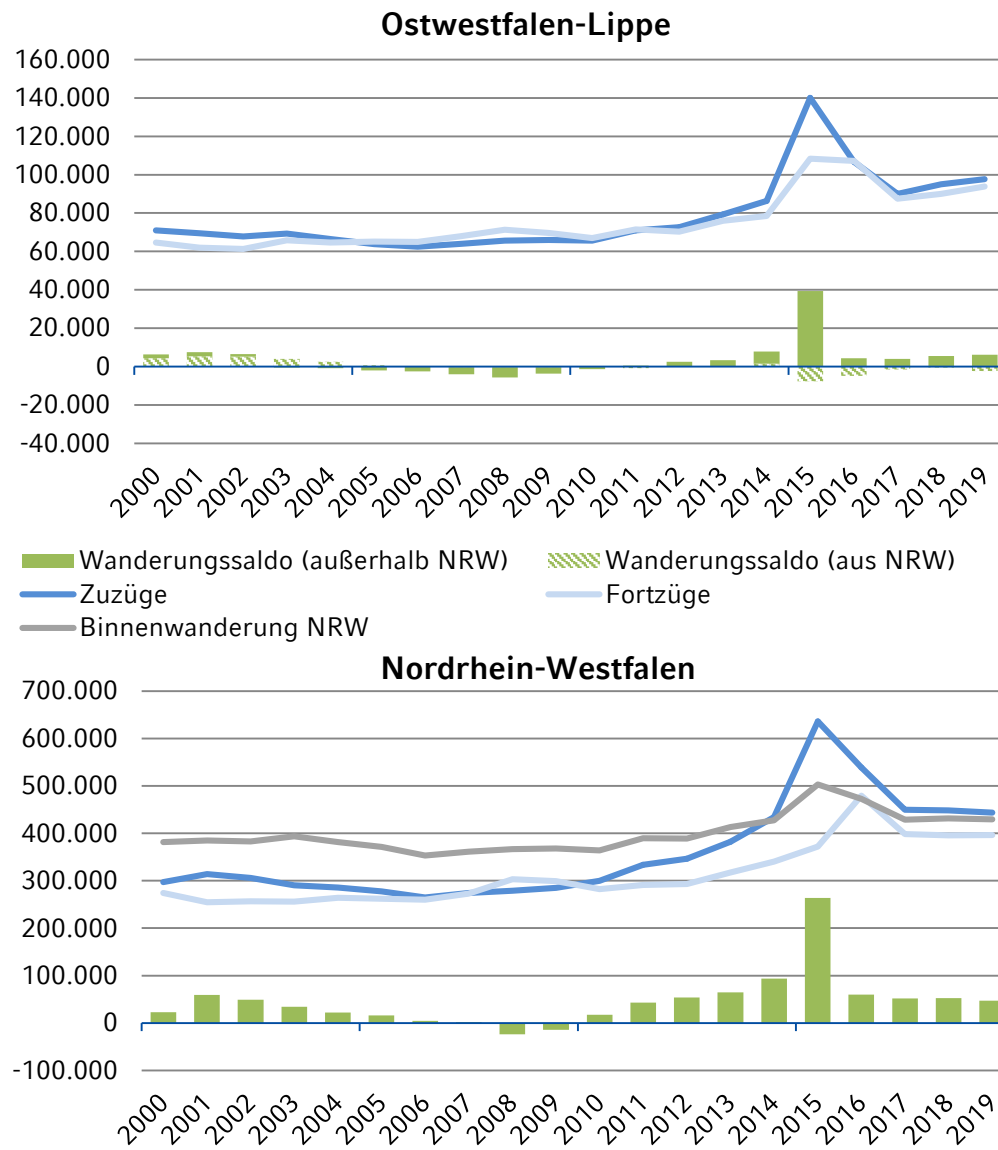 Ostwestfalen-Lippe
160.000
140.000
120.000
100.000
80.000
60.000
40.000
20.000
0
-20.000
-40.000
2000 2001 2002 2003 2004 2005 2006 2007 2008 2009 2010 2011 2012 2013 2014 2015 2016 2017 2018 2019
Wanderungssaldo (außerhalb NRW) Wanderungssaldo (aus NRW)
Zuzüge Fortzüge
Binnenwanderung NRW
Nordrhein-Westfalen
700.000
600.000
500.000
400.000
300.000
200.000
100.000
0
-100.000
2000 2001 2002 2003 2004 2005 2006 2007 2008 2009 2010 2011 2012 2013 2014 2015 2016 2017 2018 2019